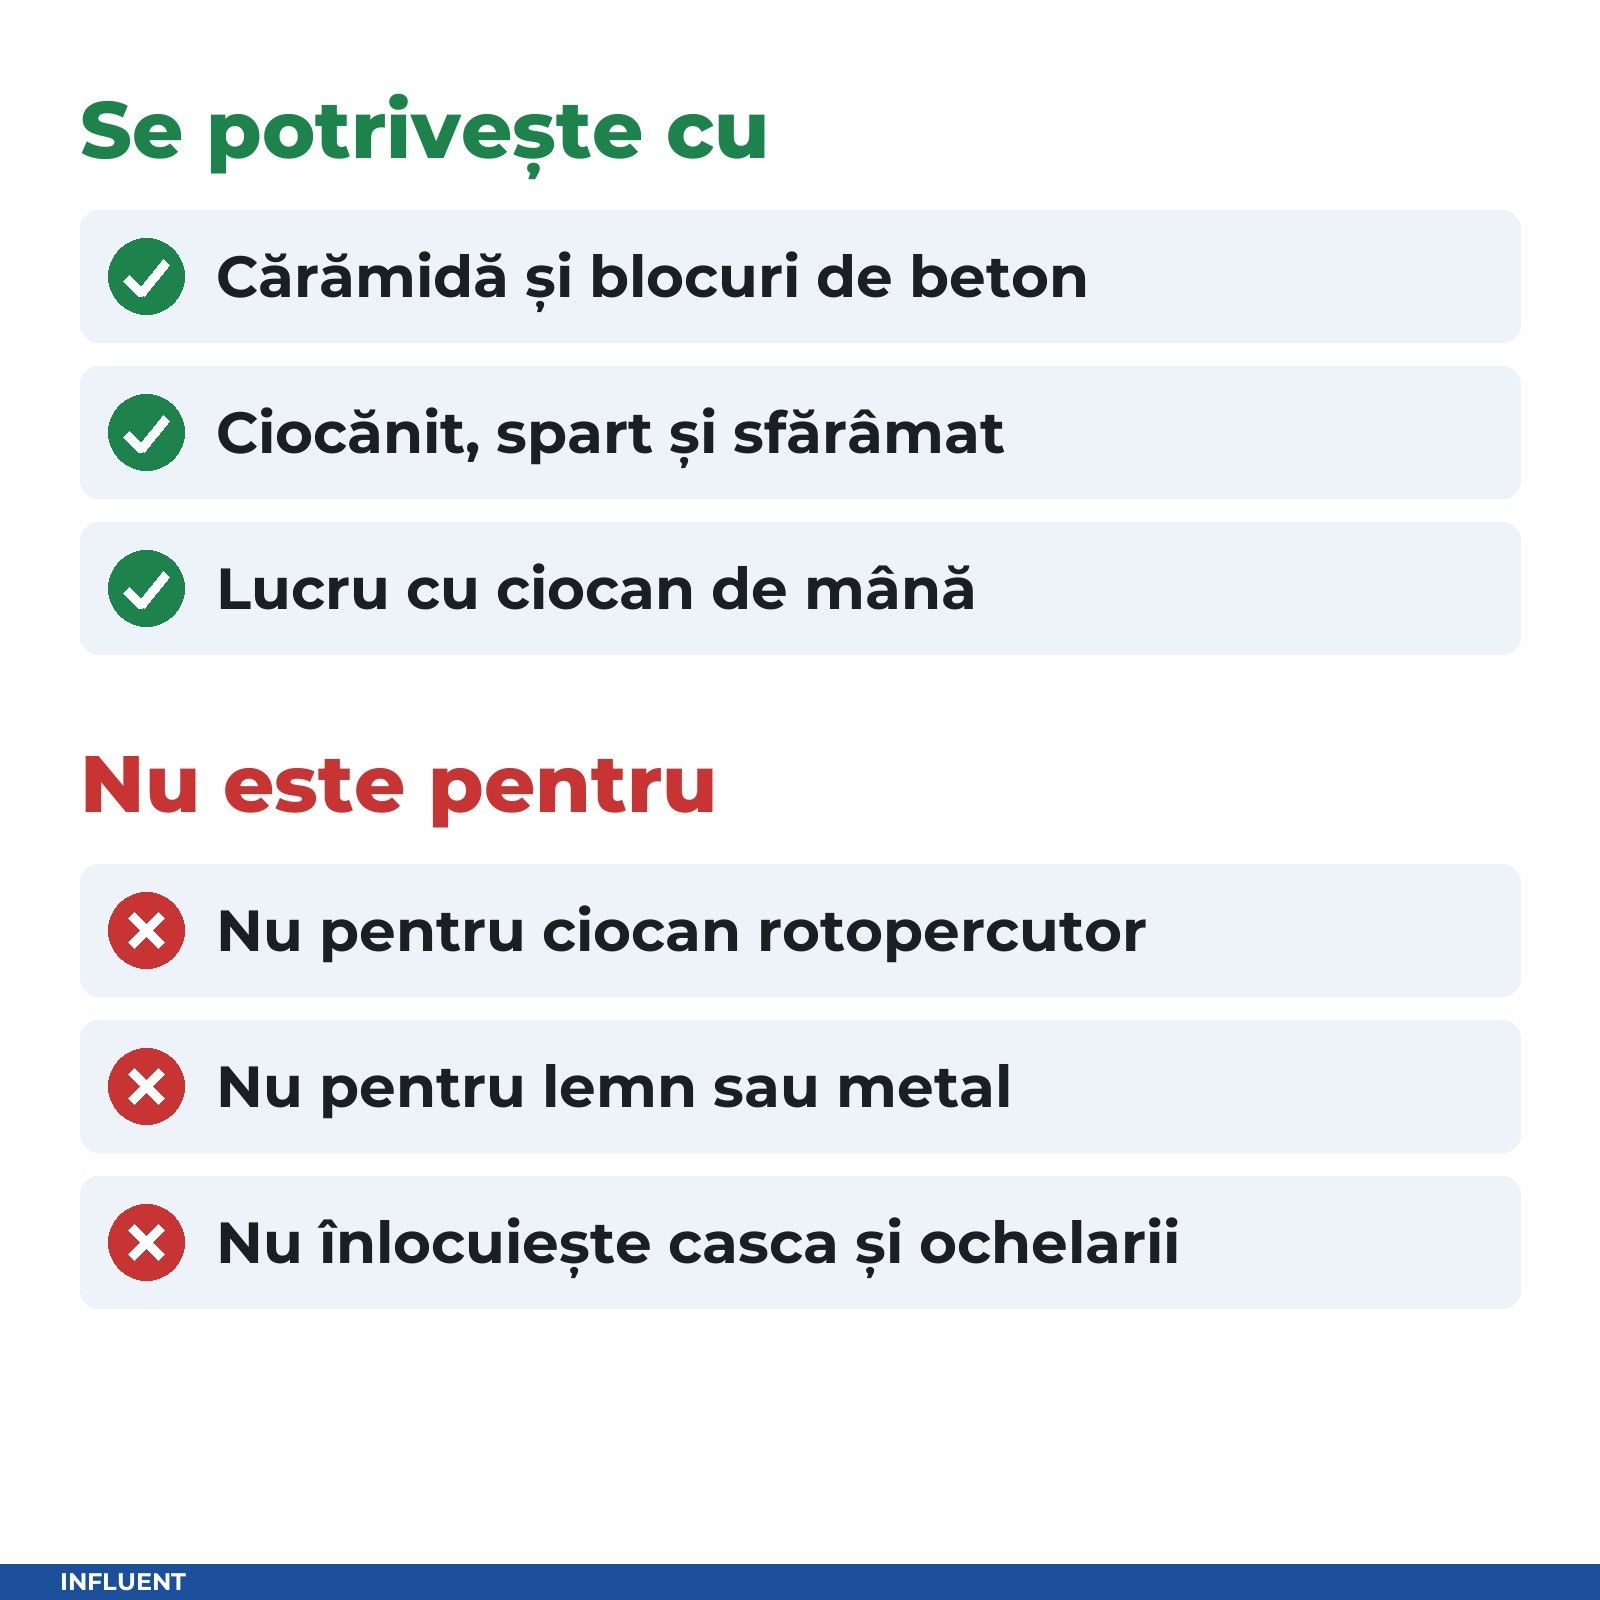 Se potrivește cu
Cărămidă și blocuri de beton
Ciocănit, spart și sfărâmat
Lucru cu ciocan de mână
Nu este pentru
Nu pentru ciocan rotopercutor
Nu pentru lemn sau metal
Nu înlocuiește casca și ochelarii
INFLUENT